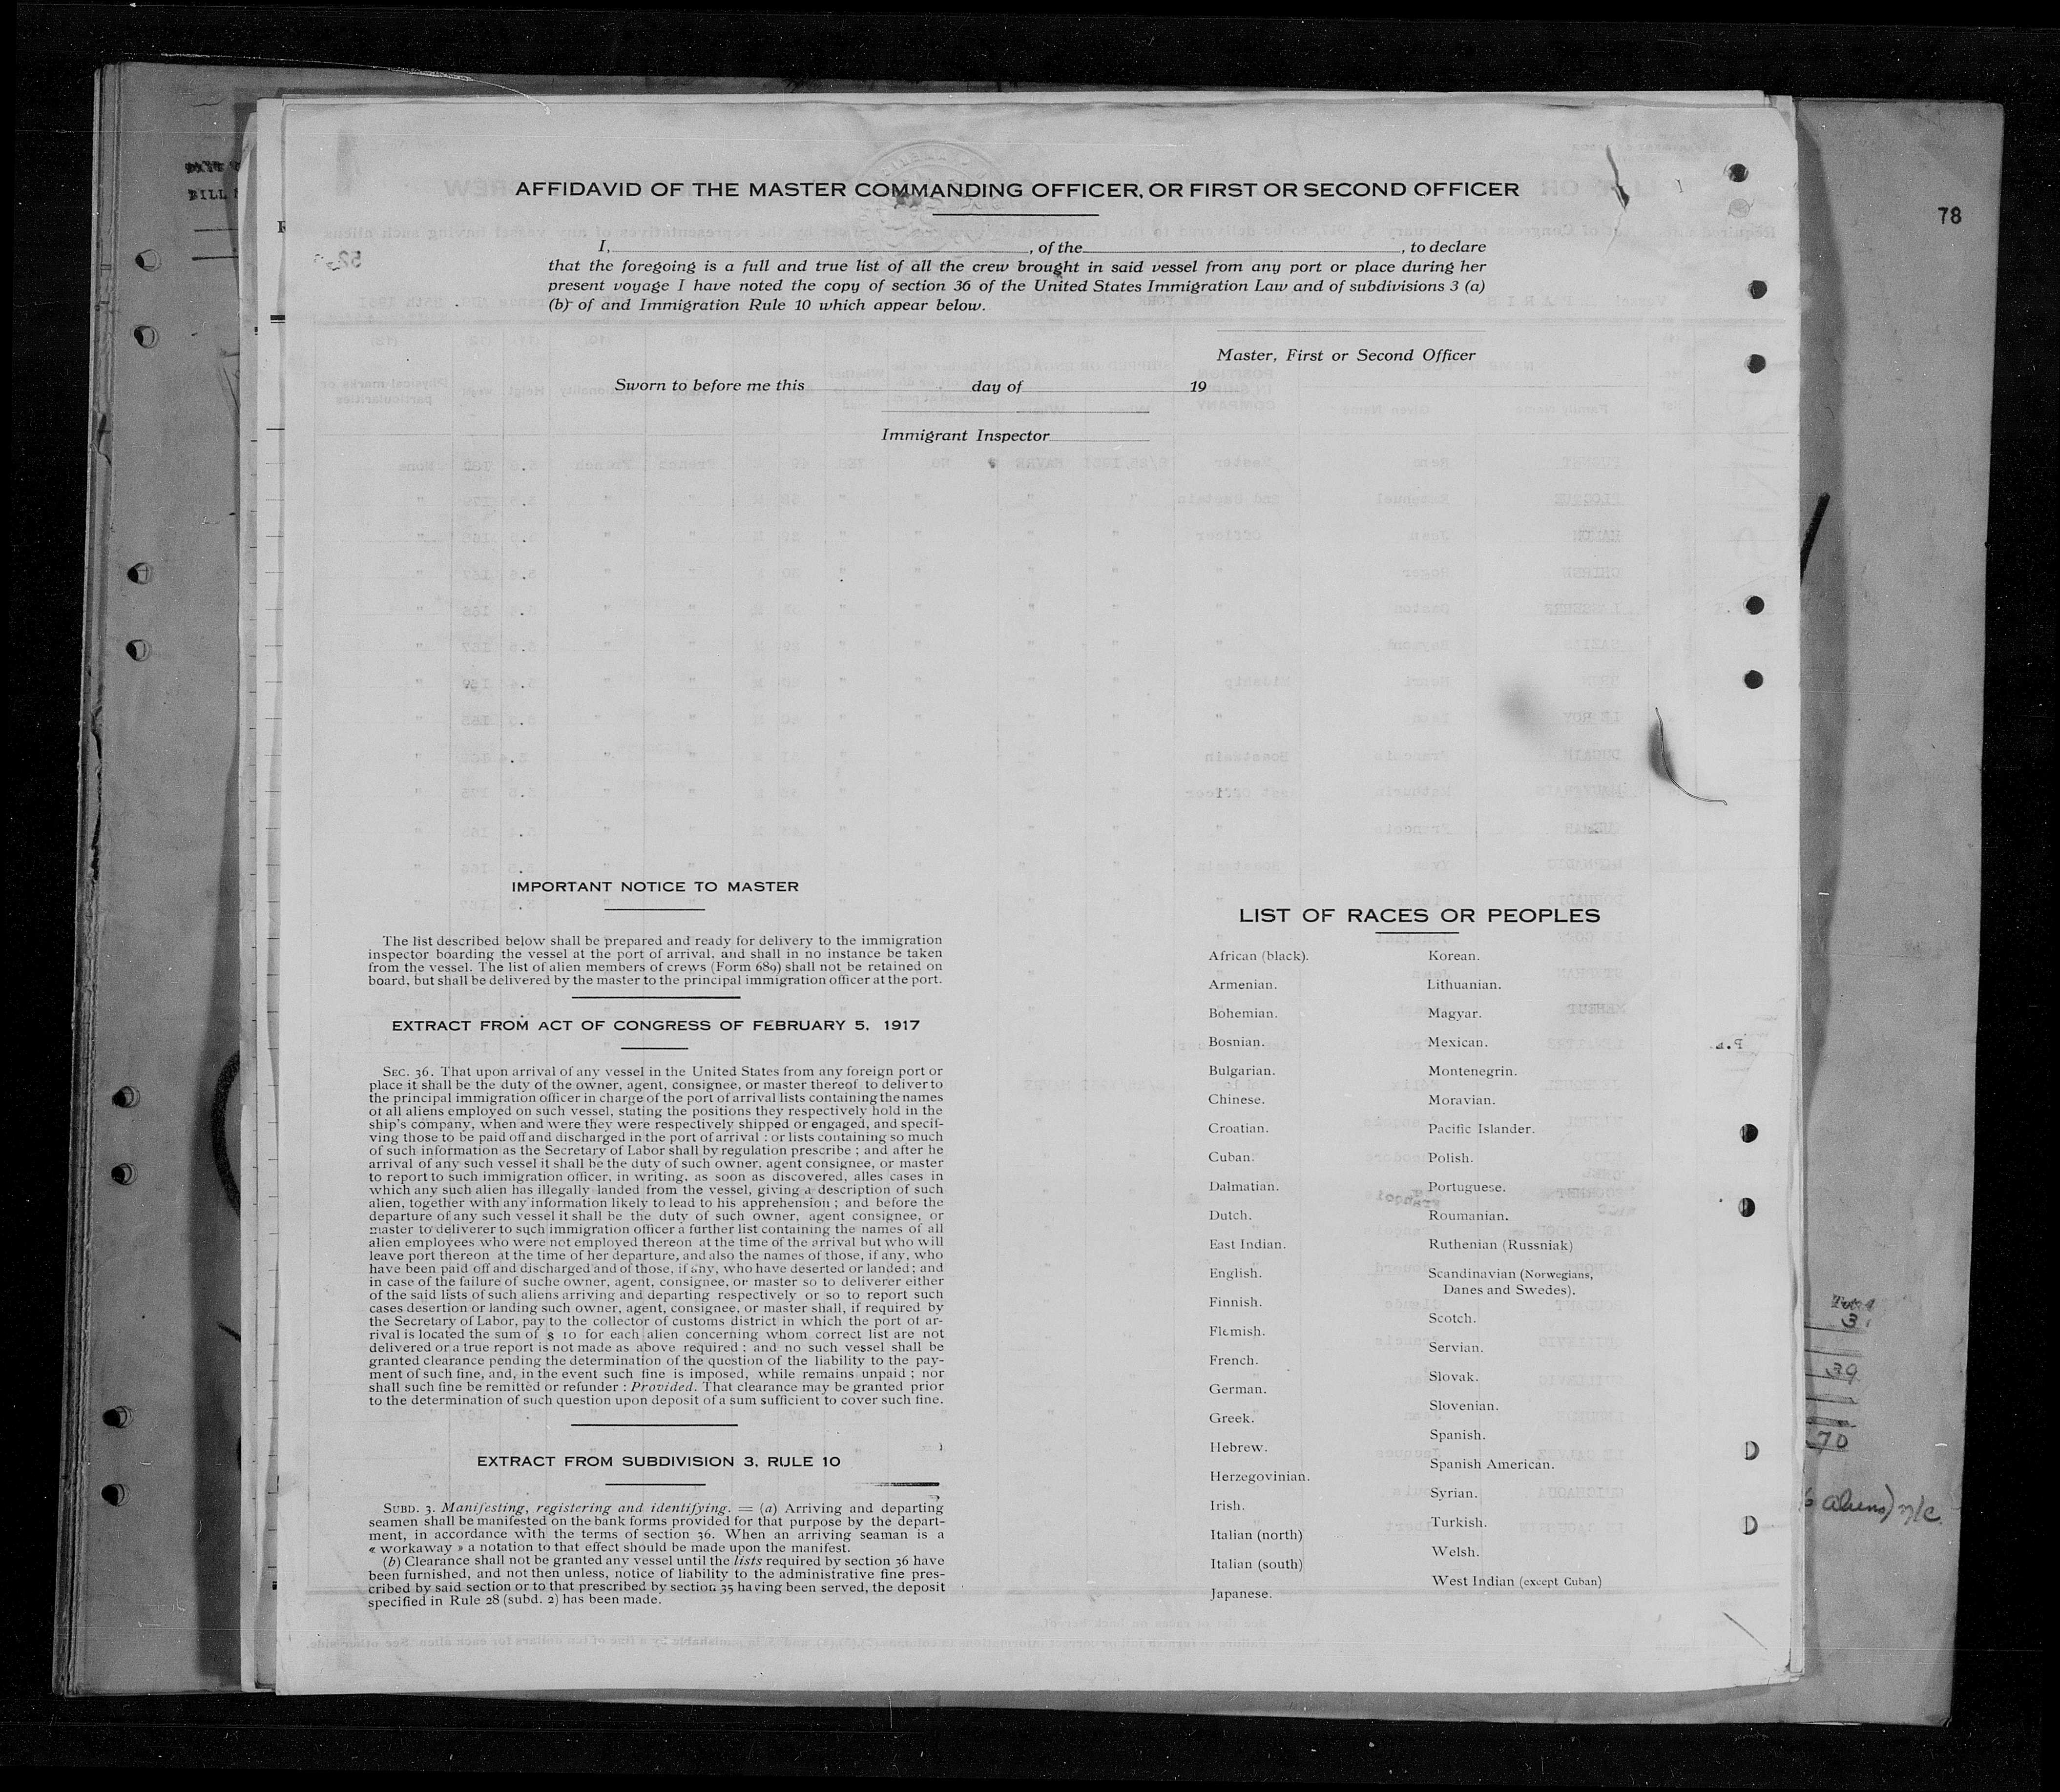 AFFIDAVID OF THE MASTER COMMANDING OFFICER, OR FIRST OR SECOND OFFICER
78
I, , of the , to declare
that the foregoing is a full and true list of all the crew brought in said vessel from any port or place during her
present voyage I have noted the copy of section 36 of the United States Immigration Law and of subdivisions 3 (a)
(b) of and Immigration Rule 10 which appear below.
Master, First or Second Officer
Sworn to before me this day of 19
Immigrant Inspector
IMPORTANT NOTICE TO MASTER
The list described below shall be prepared and ready for delivery to the immigration
inspector boarding the vessel at the port of arrival, and shall in no instance be taken
from the vessel. The list of alien members of crews (Form 689) shall not be retained on
board, but shall be delivered by the master to the principal immigration officer at the port.
EXTRACT FROM ACT OF CONGRESS OF FEBRUARY 5, 1917
SEC. 36. That upon arrival of any vessel in the United States from any foreign port or
place it shall be the duty of the owner, agent, consignee, or master thereof to deliver to
the principal immigration officer in charge of the port of arrival lists containing the names
of all aliens employed on such vessel, stating the positions they respectively hold in the
ship's company, when and were they were respectively shipped or engaged, and specif-
ving those to be paid off and discharged in the port of arrival : or lists containing so much
of such information as the Secretary of Labor shall by regulation prescribe ; and after he
arrival of any such vessel it shall be the duty of such owner, agent consignee, or master
to report to such immigration officer, in writing, as soon as discovered, alles cases in
which any such alien has illegally landed from the vessel, giving a description of such
alien, together with any information likely to lead to his apprehension ; and before the
departure of any such vessel it shall be the duty of such owner, agent consignee, or
master to deliverer to such immigration officer a further list containing the names of all
alien employees who were not employed thereon at the time of the arrival but who will
leave port thereon at the time of her departure, and also the names of those, if any, who
have been paid off and discharged and of those, if any, who have deserted or landed ; and
in case of the failure of suche owner, agent, consignee, or master so to deliverer either
of the said lists of such aliens arriving and departing respectively or so to report such
cases desertion or landing such owner, agent, consignee, or master shall, if required by
the Secretary of Labor, pay to the collector of customs district in which the port of ar-
rival is located the sum of $ 10 for each alien concerning whom correct list are not
delivered or a true report is not made as above required ; and no such vessel shall be
granted clearance pending the determination of the question of the liability to the pay-
ment of such fine, and, in the event such fine is imposed, while remains unpaid ; nor
shall such fine be remitted or refunder : Provided. That clearance may be granted prior
to the determination of such question upon deposit of a sum sufficient to cover such fine.
EXTRACT FROM SUBDIVISION 3, RULE 10
SUBD. 3. Manifesting, registering and identifying. = (a) Arriving and departing
seamen shall be manifested on the bank forms provided for that purpose by the depart-
ment, in accordance with the terms of section 36. When an arriving seaman is a
« workaway » a notation to that effect should be made upon the manifest.
(b) Clearance shall not be granted any vessel until the lists required by section 36 have
been furnished, and not then unless, notice of liability to the administrative fine pres-
cribed by said section or to that prescribed by section 35 having been served, the deposit
specified in Rule 28 (subd. 2) has been made.
LIST OF RACES OR PEOPLES
African (black).
Armenian.
Bohemian.
Bosnian.
Bulgarian.
Chinese.
Croatian.
Cuban.
Dalmatian.
Dutch.
East Indian.
English.
Finnish.
Flemish.
French.
German.
Greek.
Hebrew.
Herzegovinian.
Irish.
Italian (north)
Italian (south)
Japanese.
Korean.
Lithuanian.
Magyar.
Mexican.
Montenegrin.
Moravian.
Pacific Islander.
Polish.
Portuguese.
Roumanian.
Ruthenian (Russniak)
Scandinavian (Norwegians,
Danes and Swedes).
Scotch.
Servian.
Slovak.
Slovenian.
Spanish.
Spanish American.
Syrian.
Turkish.
Welsh.
West Indian (except Cuban)
39
70
aliens)